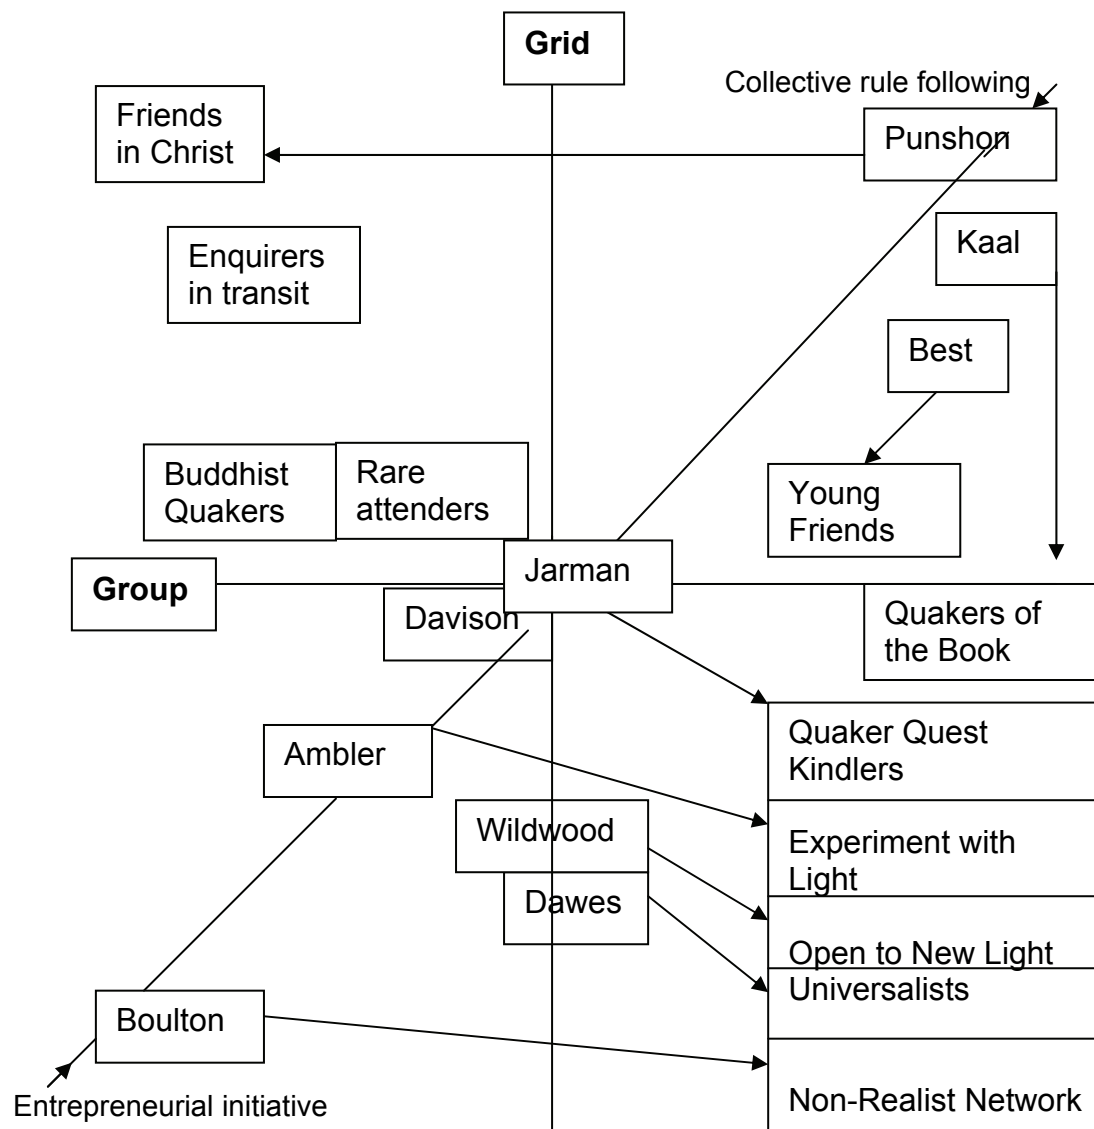 Grid
Collective rule following
Friends
in Christ
Punshon
Kaal
Enquirers
in transit
Best
Buddhist
Quakers
Rare
attenders
Young
Friends
Group
Jarman
Davison
Quakers of
the Book
Ambler
Quaker Quest
Kindlers
Wildwood
Experiment with
Light
Dawes
Open to New Light
Universalists
Boulton
Non-Realist Network
Entrepreneurial initiative